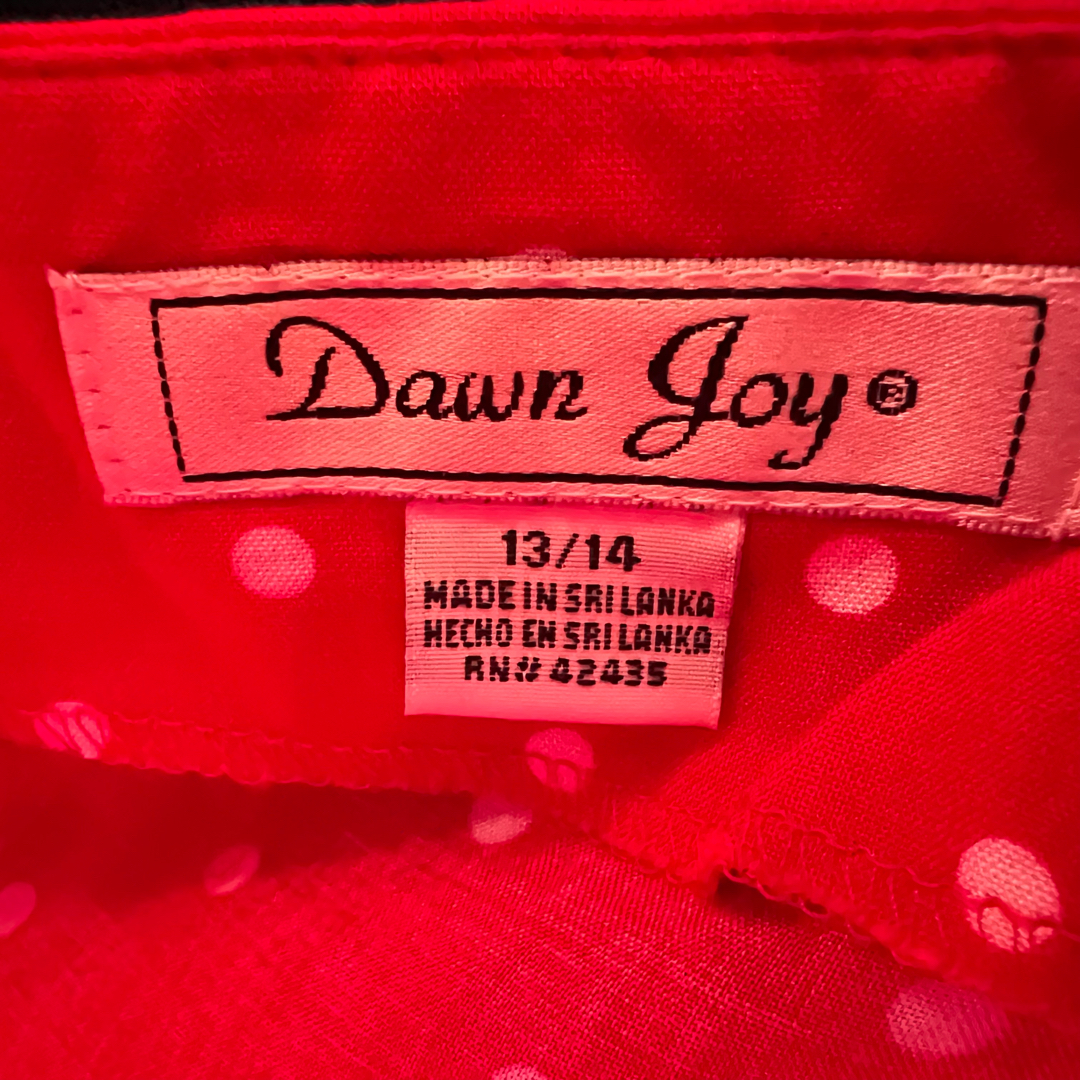 Dawn Joy®
13/14
MADE IN SRI LANKA
HECHO EN SRI LANKA
RN# 42435